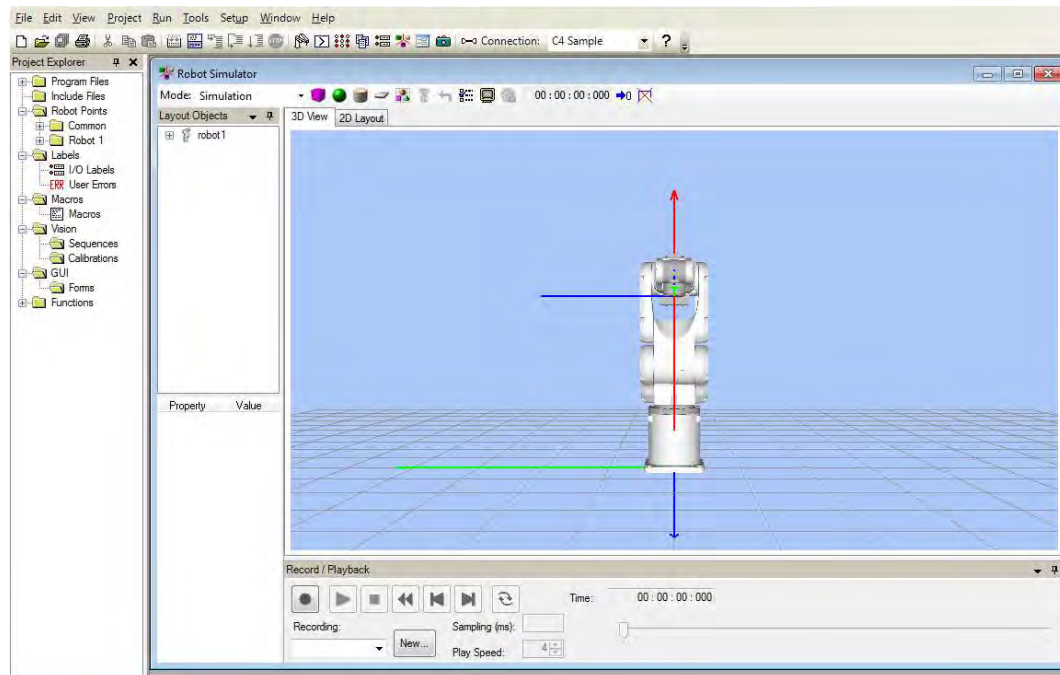 File Edit View Project Run Tools Setup Window Help
Connection: C4 Sample
Project Explorer
Program Files
Include Files
Robot Points
Common
Robot 1
Labels
I/O Labels
ERR User Errors
Macros
Macros
Vision
Sequences
Calibrations
GUI
Forms
Functions
Robot Simulator
Mode: Simulation
00 : 00 : 00 : 000
Layout Objects
robot1
Property Value
3D View 2D Layout
Record / Playback
Time: 00 : 00 : 00 : 000
Recording: Sampling (ms):
New...
Play Speed: 4